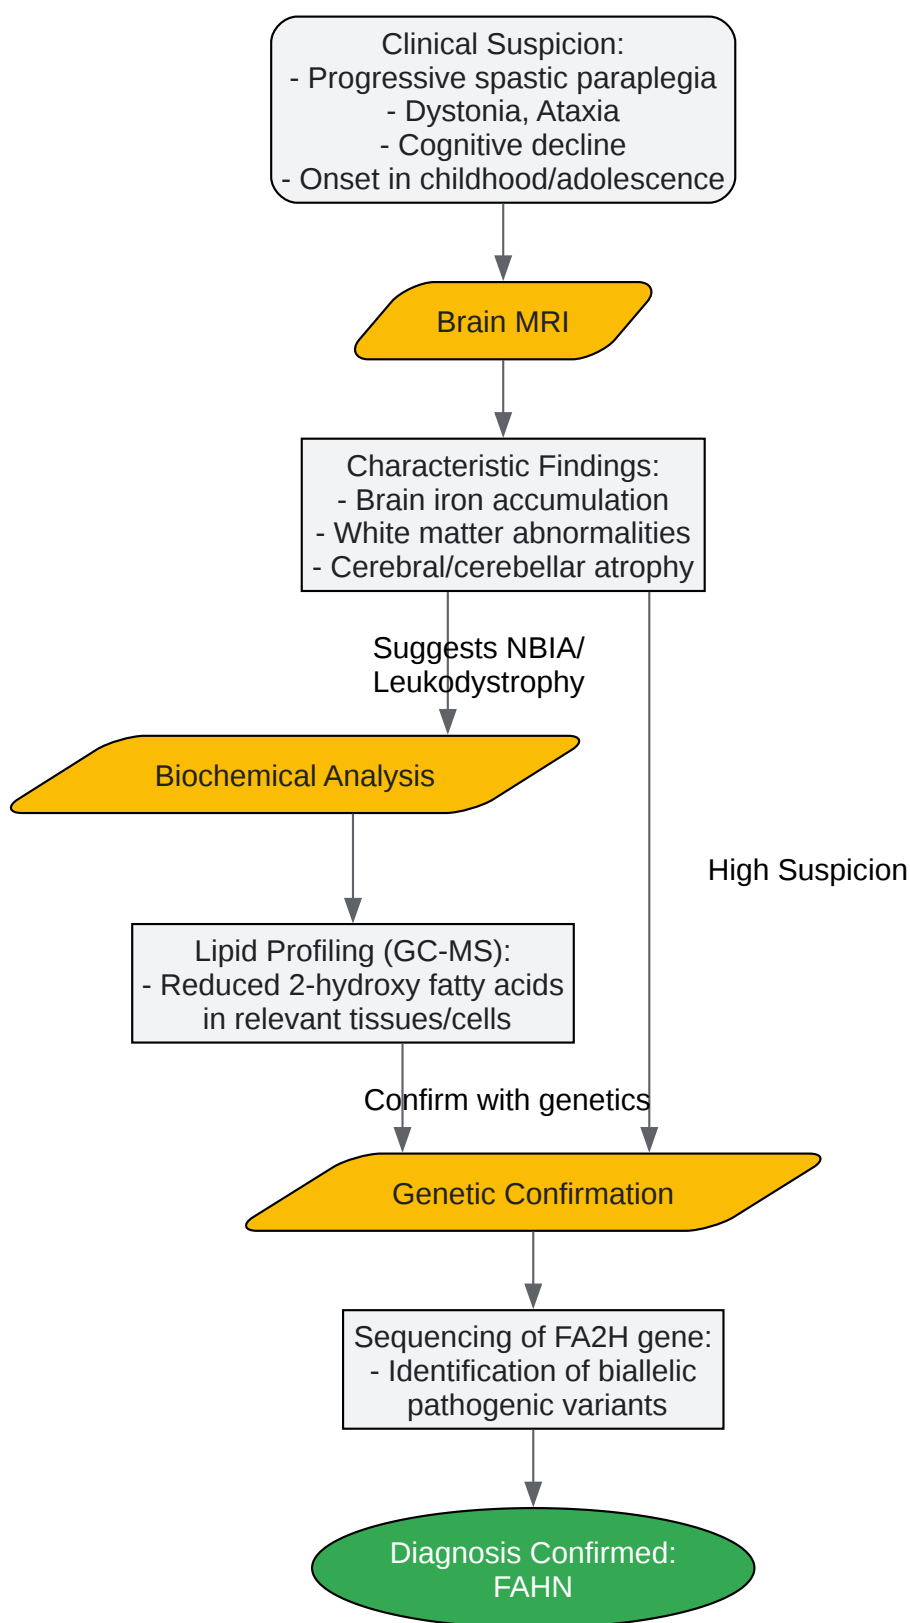 Clinical Suspicion:
- Progressive spastic paraplegia
- Dystonia, Ataxia
- Cognitive decline
- Onset in childhood/adolescence
Brain MRI
Characteristic Findings:
- Brain iron accumulation
- White matter abnormalities
- Cerebral/cerebellar atrophy
Suggests NBIA/
Leukodystrophy
Biochemical Analysis
High Suspicion
Lipid Profiling (GC-MS):
- Reduced 2-hydroxy fatty acids
in relevant tissues/cells
Confirm with genetics
Genetic Confirmation
Sequencing of FA2H gene:
- Identification of biallelic
pathogenic variants
Diagnosis Confirmed:
FAHN